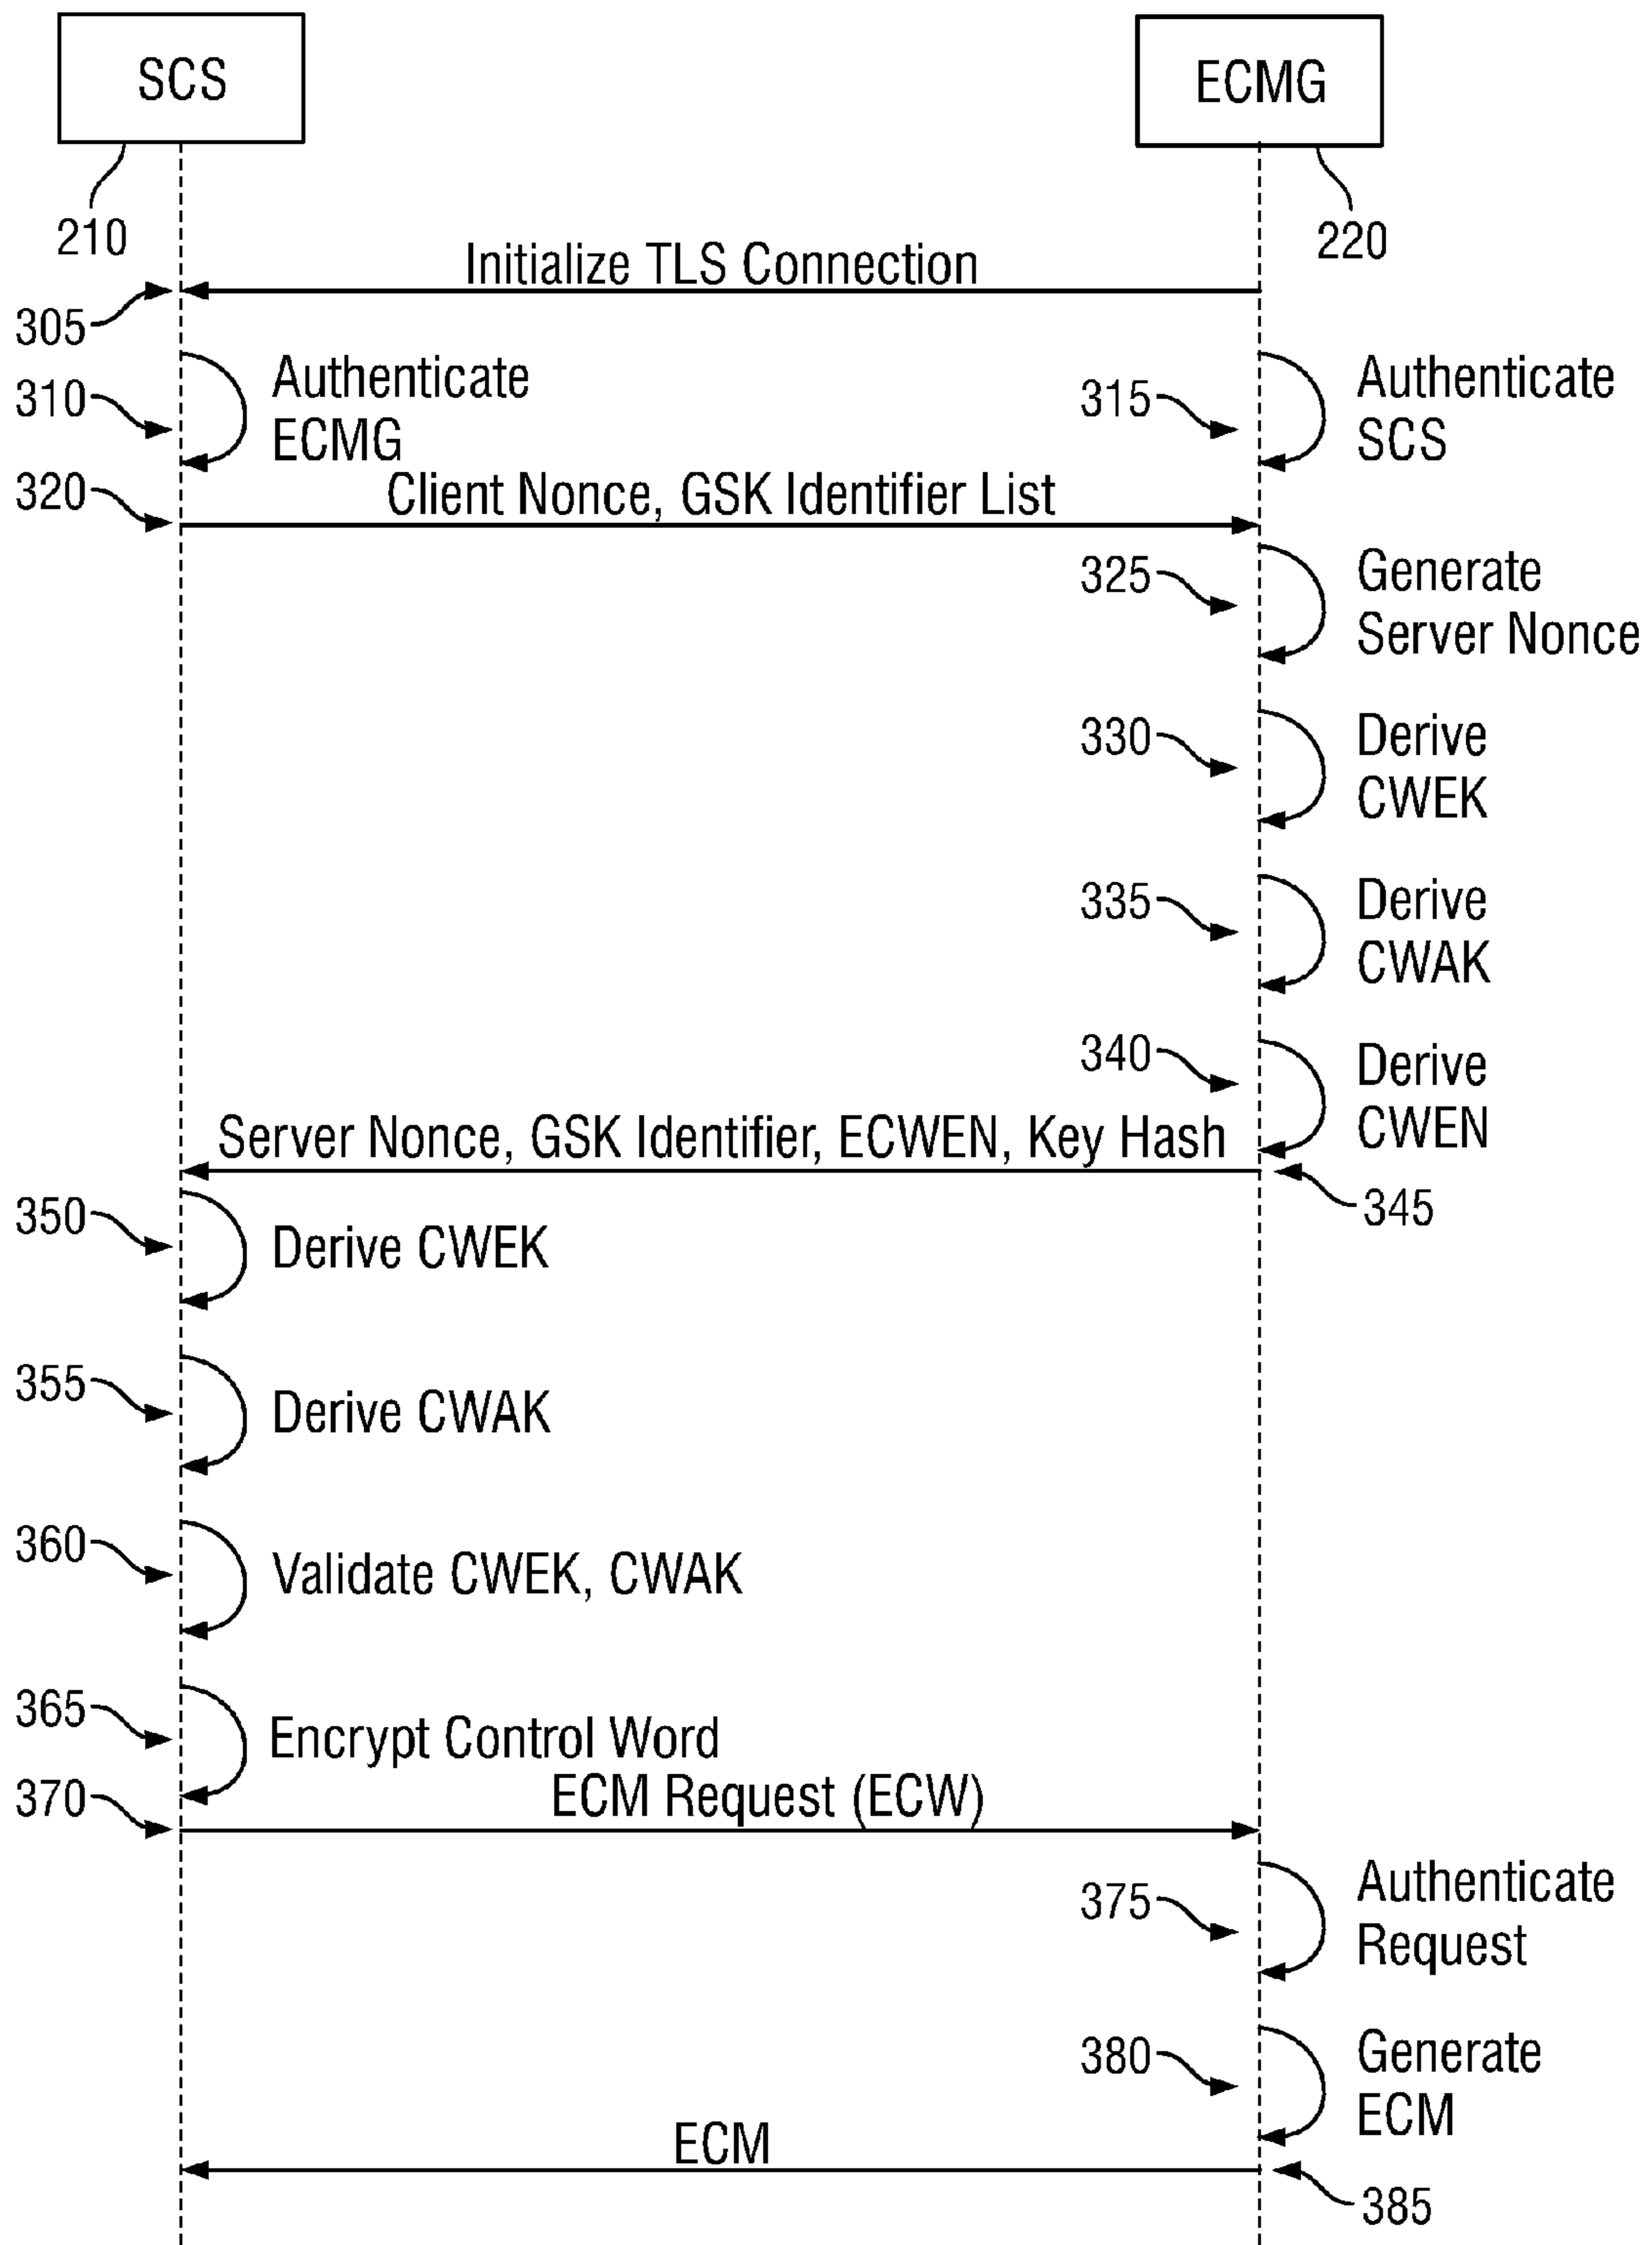 SCS
ECMG
210
220
Initialize TLS Connection
305
310
Authenticate
ECMG
315
Authenticate
SCS
320
Client Nonce, GSK Identifier List
325
Generate
Server Nonce
330
Derive
CWEK
335
Derive
CWAK
340
Derive
CWEN
Server Nonce, GSK Identifier, ECWEN, Key Hash
345
350
Derive CWEK
355
Derive CWAK
360
Validate CWEK, CWAK
365
Encrypt Control Word
370
ECM Request (ECW)
375
Authenticate
Request
380
Generate
ECM
ECM
385